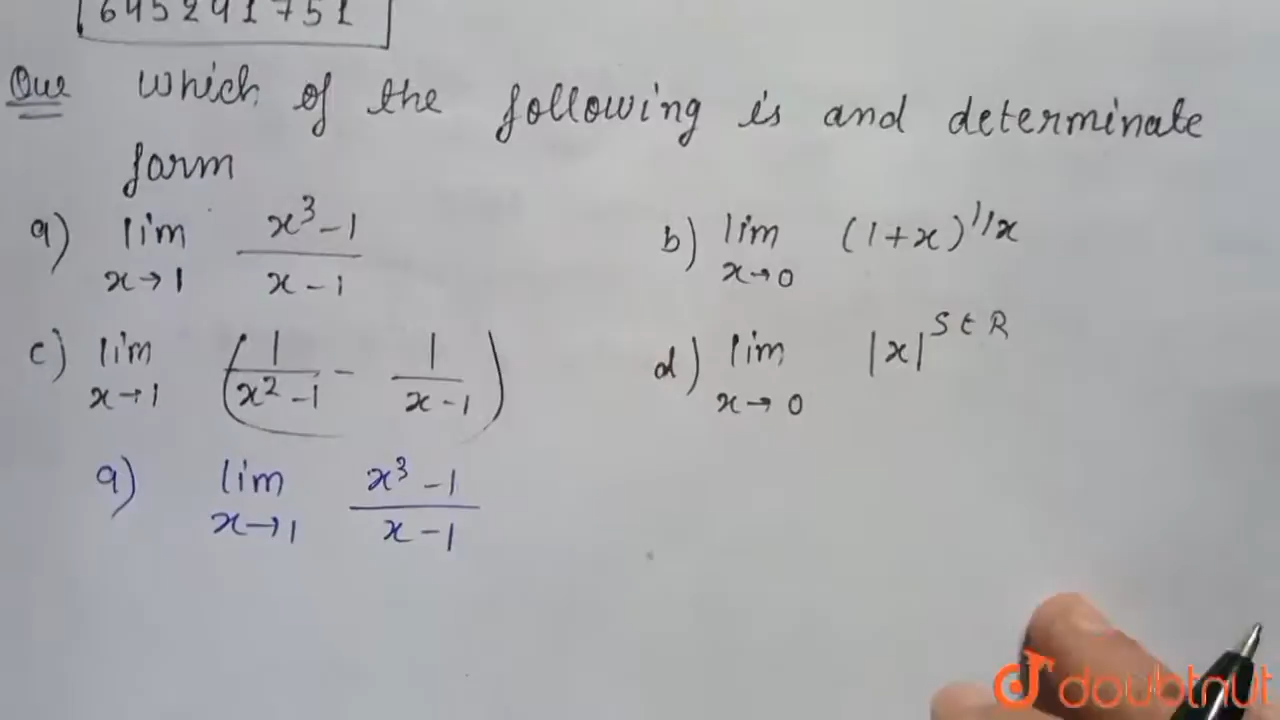 645241751
Que Which of the following is and determinate
form
a) lim x→1 x³-1 / x-1
b) lim x→0 (1+x)^1/x
c) lim x→1 (1/x²-1 - 1/x-1)
d) lim x→0 |x|^S∈R
a) lim x→1 x³-1 / x-1
doubtnut